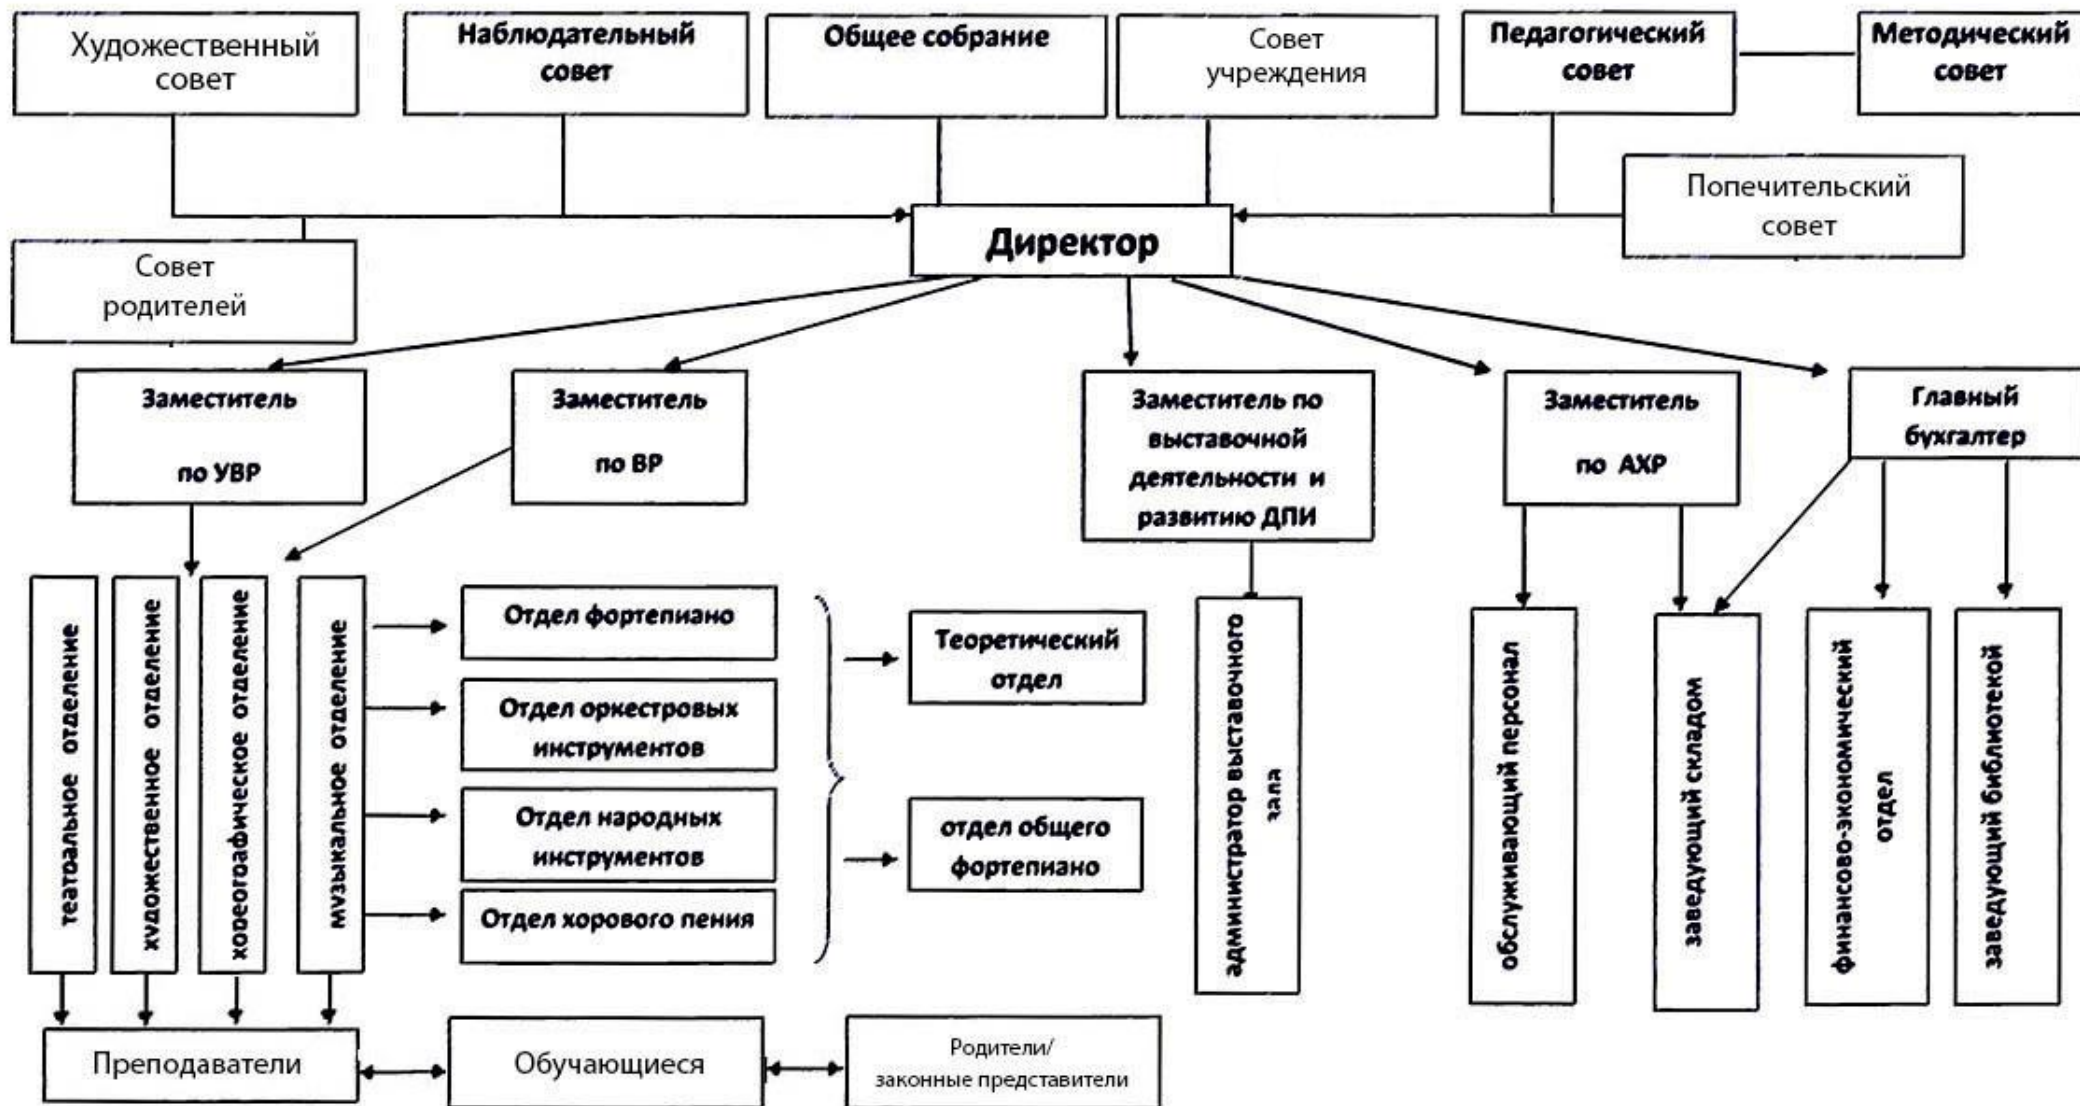 Художественный
совет
Наблюдательный
совет
Общее собрание
Совет
учреждения
Педагогический
совет
Методический
совет
Попечительский
совет
Директор
Совет
родителей
Заместитель
по УВР
Заместитель
по ВР
Заместитель по
выставочной
деятельности и
развитию ДПИ
Заместитель
по АХР
Главный
бухгалтер
театральное отделение
художественное отделение
хореографическое отделение
музыкальное отделение
Отдел фортепиано
Отдел оркестровых
инструментов
Отдел народных
инструментов
Отдел хорового пения
Теоретический
отдел
отдел общего
фортепиано
администратор выставочного
зала
обслуживающий персонал
заведующий складом
финансово-экономический
отдел
заведующий библиотекой
Преподаватели
Обучающиеся
Родители/
законные представители